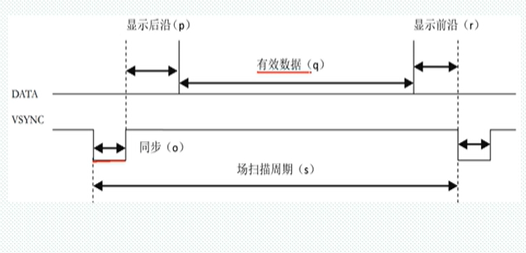 显示后沿（p） 显示前沿（r）
有效数据（q）
DATA
VSYNC
同步（o）
场扫描周期（s）